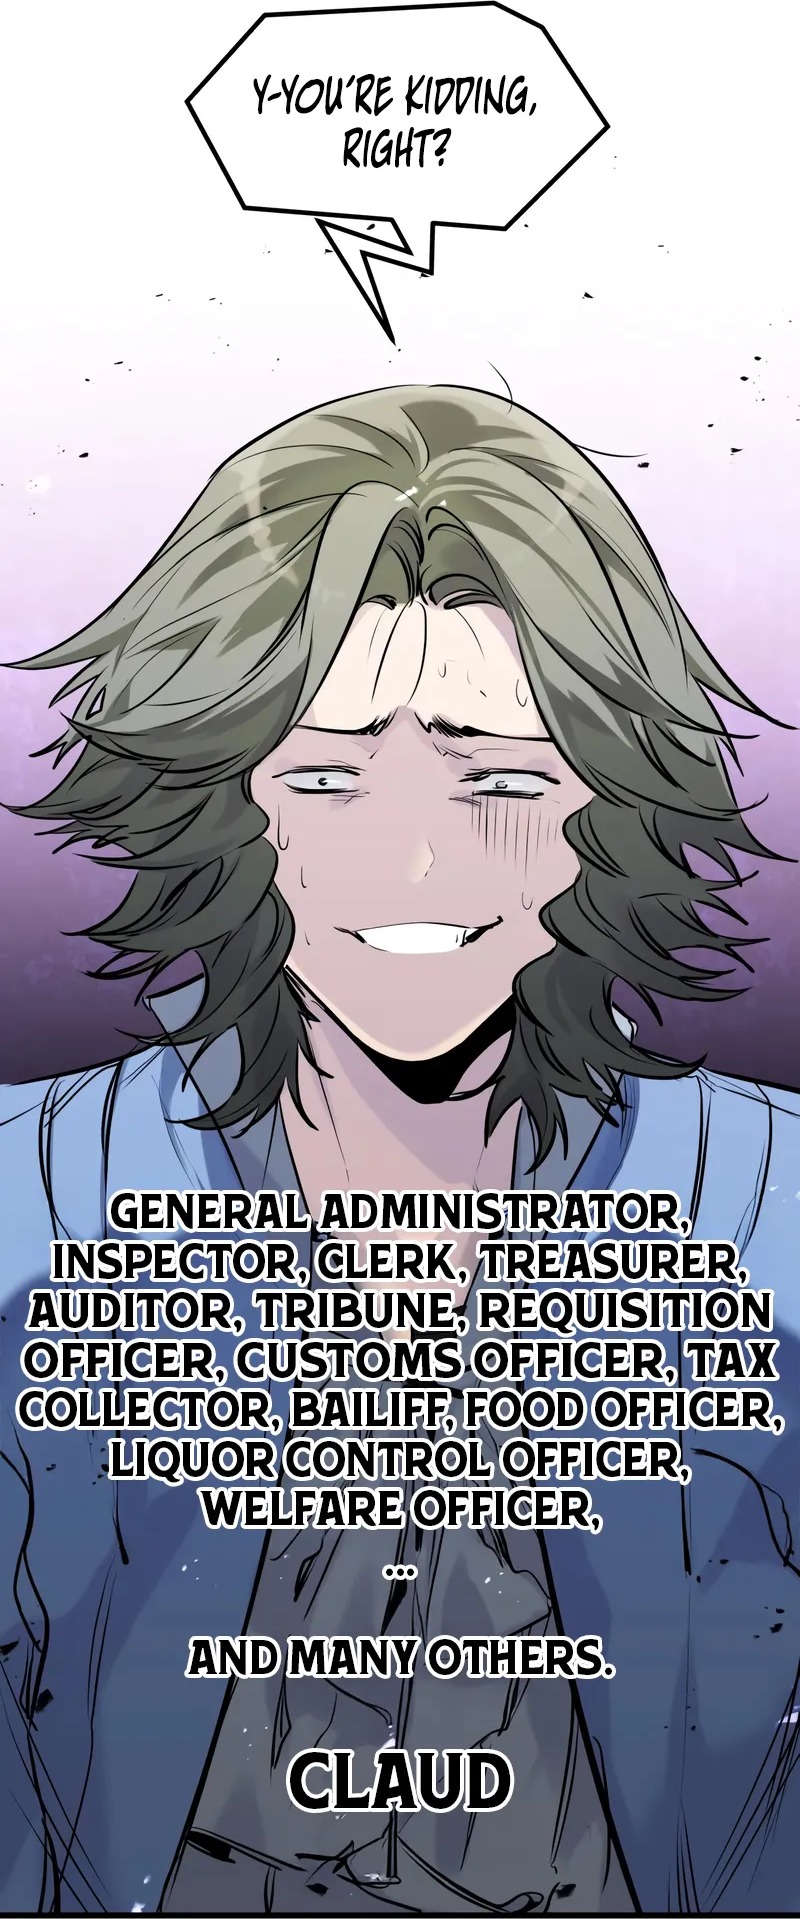 Y-YOU'RE KIDDING,
RIGHT?
GENERAL ADMINISTRATOR,
INSPECTOR, CLERK, TREASURER,
AUDITOR, TRIBUNE, REQUISITION
OFFICER, CUSTOMS OFFICER, TAX
COLLECTOR, BAILIFF, FOOD OFFICER,
LIQUOR CONTROL OFFICER,
WELFARE OFFICER,
...
AND MANY OTHERS.
CLAUD